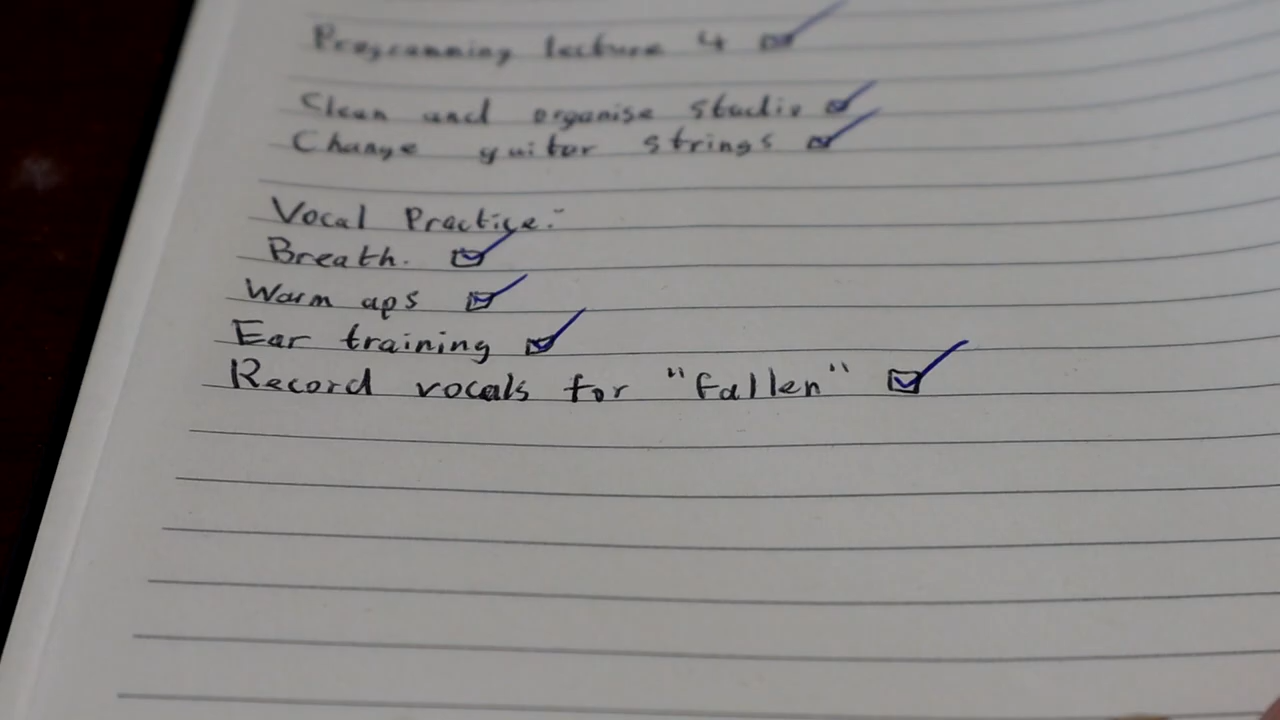 Programming lecture 4
Clean and organise studio
Change guitar strings
Vocal Practice:-
Breath.
Warm ups
Ear training
Record vocals for "fallen"